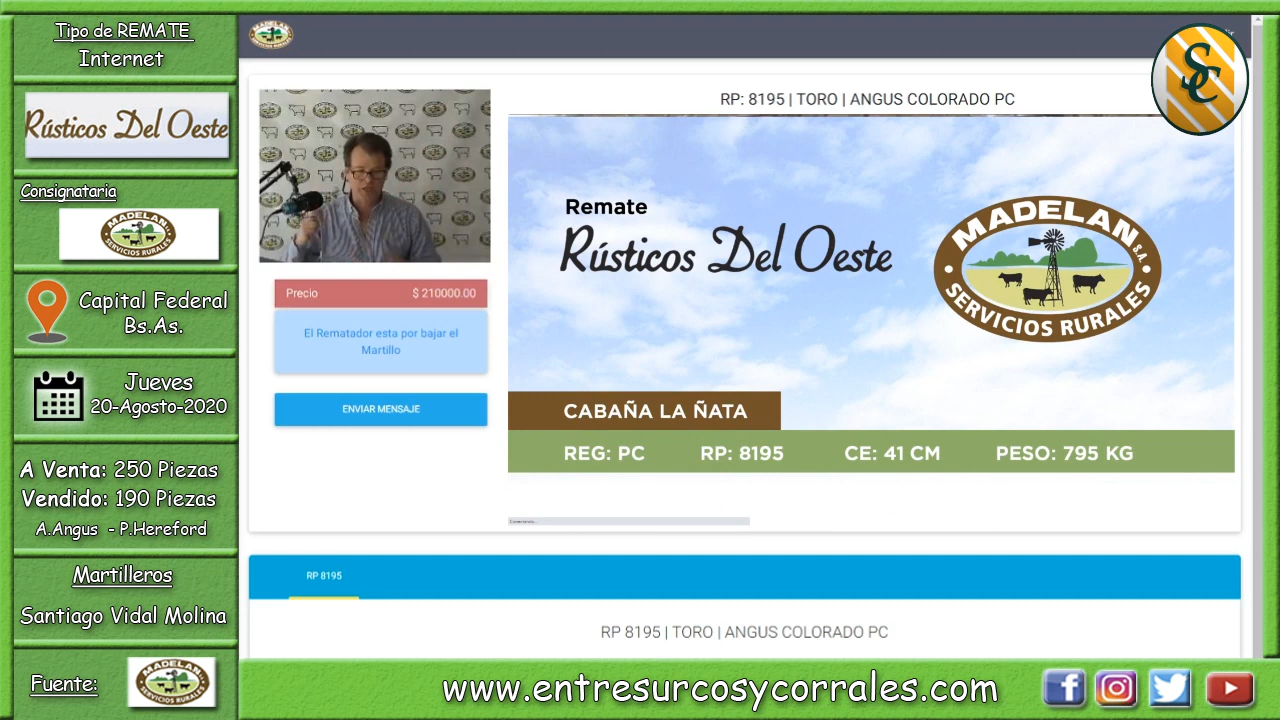 Tipo de REMATE
Internet
Rústicos Del Oeste
Consignataria
MADELAN
SERVICIOS RURALES
Capital Federal
Bs.As.
Jueves
20-Agosto-2020
A Venta: 250 Piezas
Vendido: 190 Piezas
A.Angus - P.Hereford
Martilleros
Santiago Vidal Molina
Fuente:
MADELAN
SERVICIOS RURALES
MADELAN
SC
RP: 8195 | TORO | ANGUS COLORADO PC
Precio $ 210000.00
El Rematador esta por bajar el
Martillo
ENVIAR MENSAJE
Remate
Rústicos Del Oeste
MADELAN S.A.
SERVICIOS RURALES
CABAÑA LA ÑATA
REG: PC RP: 8195 CE: 41 CM PESO: 795 KG
RP 8195
RP 8195 | TORO | ANGUS COLORADO PC
www.entresurcosycorrales.com